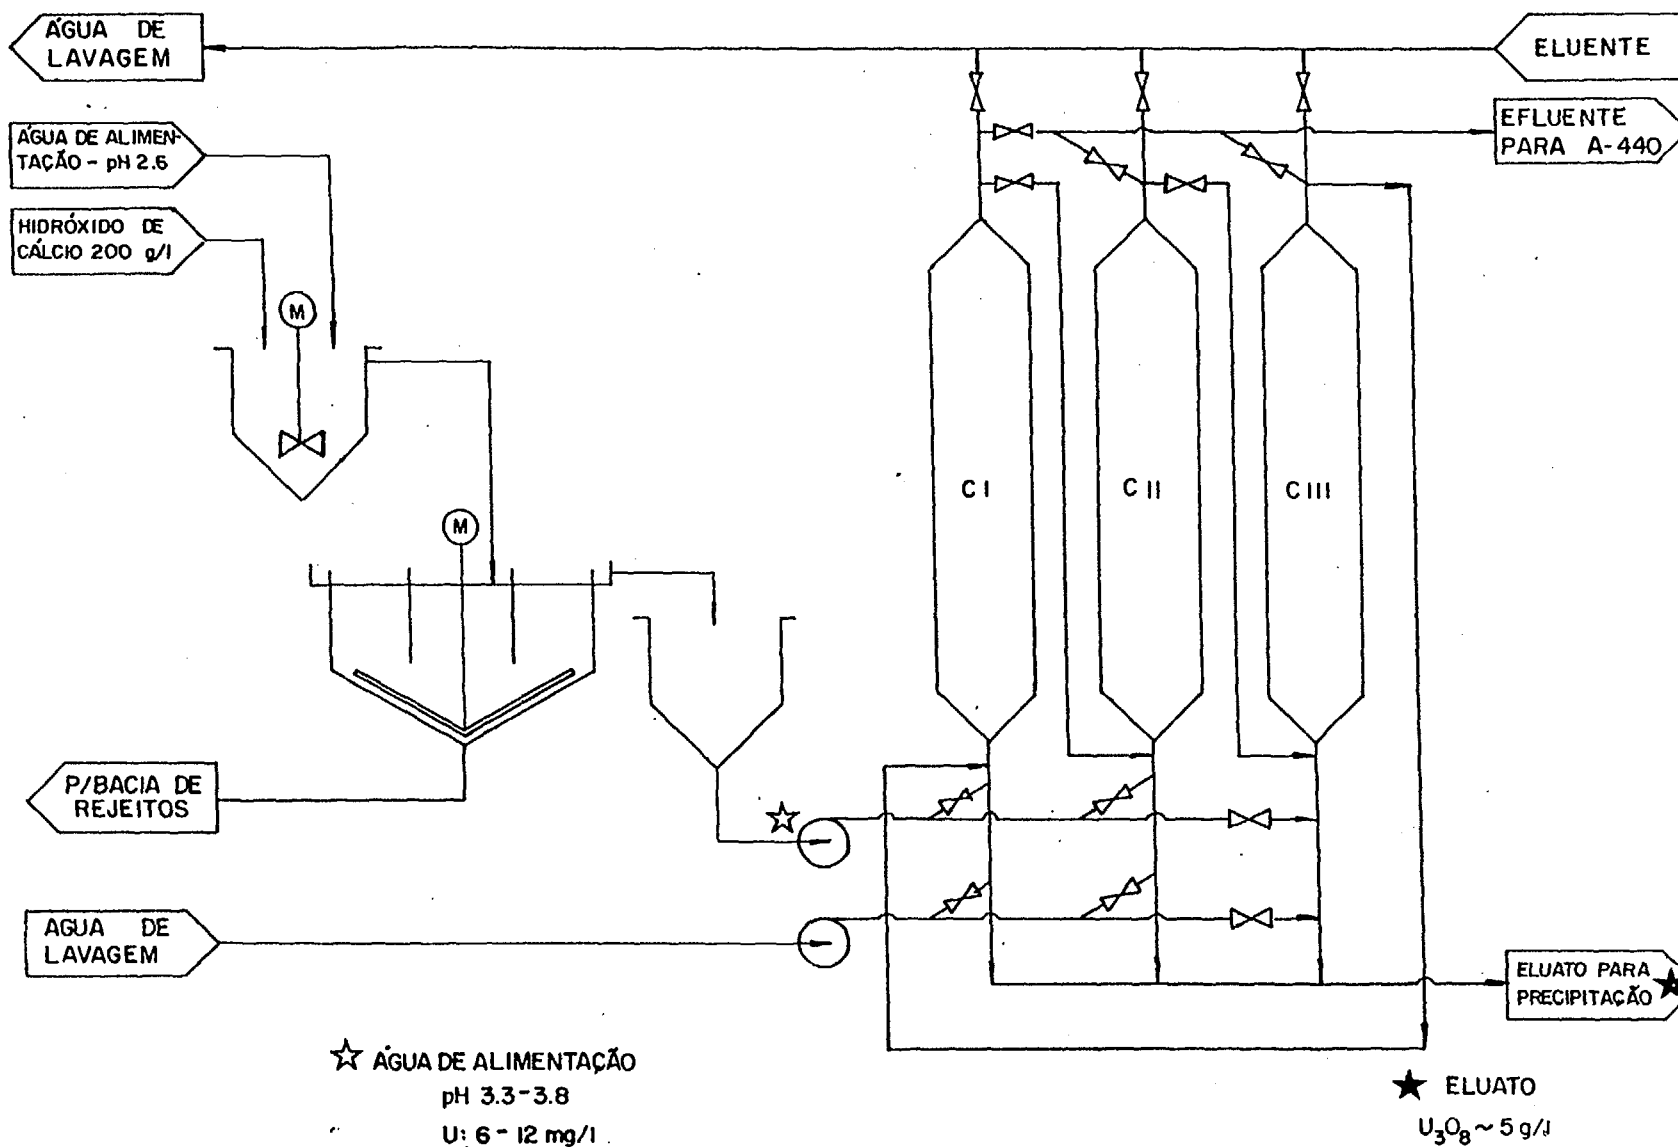 ÁGUA DE
LAVAGEM
ELUENTE
ÁGUA DE ALIMEN-
TAÇÃO - pH 2.6
EFLUENTE
PARA A-440
HIDRÓXIDO DE
CÁLCIO 200 g/l
M
C I
C II
C III
M
P/BACIA DE
REJEITOS
AGUA DE
LAVAGEM
ELUATO PARA
PRECIPITAÇÃO ★
☆ ÁGUA DE ALIMENTAÇÃO
pH 3.3-3.8
U: 6 - 12 mg/l
★ ELUATO
U₃O₈ ~ 5 g/l